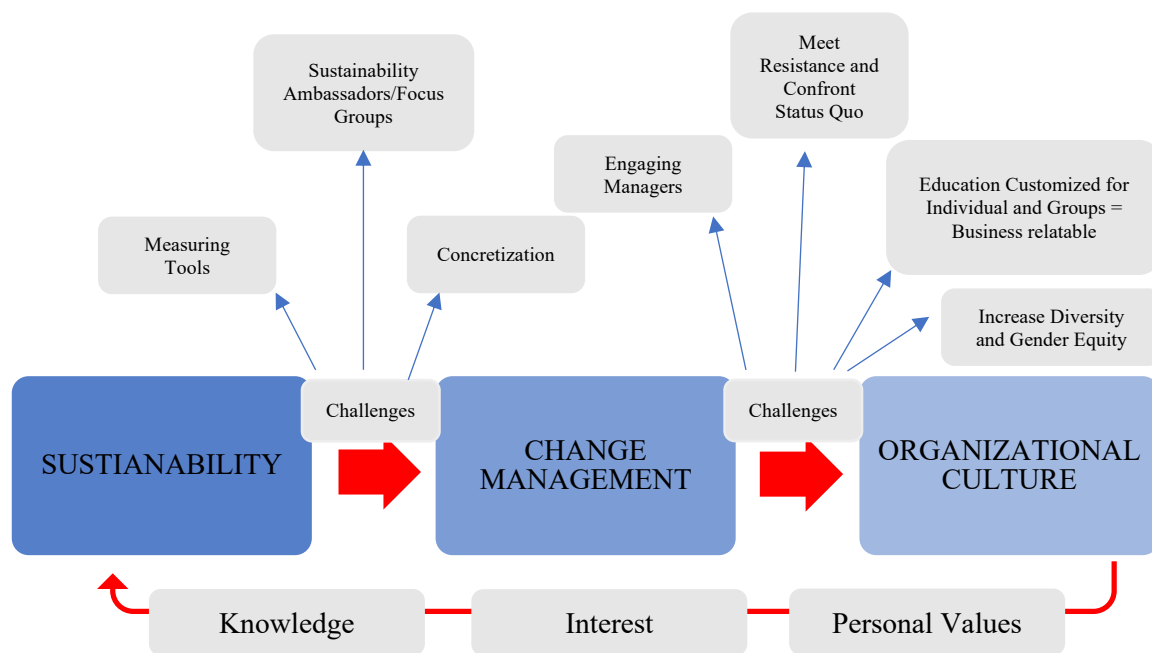 Sustainability
Ambassadors/Focus
Groups
Meet
Resistance and
Confront
Status Quo
Measuring
Tools
Concretization
Engaging
Managers
Education Customized for
Individual and Groups =
Business relatable
Increase Diversity
and Gender Equity
Challenges
Challenges
SUSTIANABILITY
CHANGE
MANAGEMENT
ORGANIZATIONAL
CULTURE
Knowledge
Interest
Personal Values